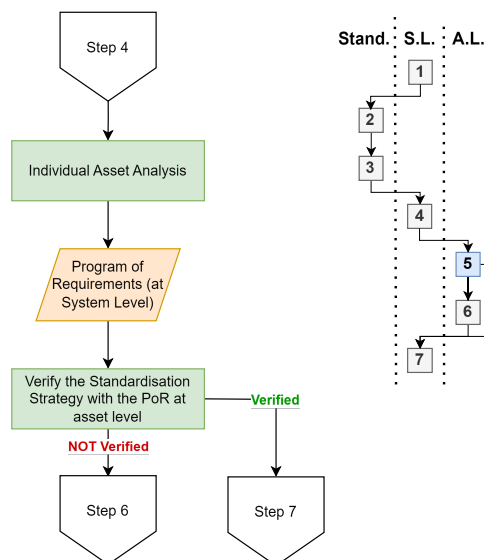 Step 4
Individual Asset Analysis
Program of
Requirements (at
System Level)
Verify the Standardisation
Strategy with the PoR at
asset level
Verified
NOT Verified
Step 6
Step 7
Stand. S.L. A.L.
1
2
3
4
5
6
7